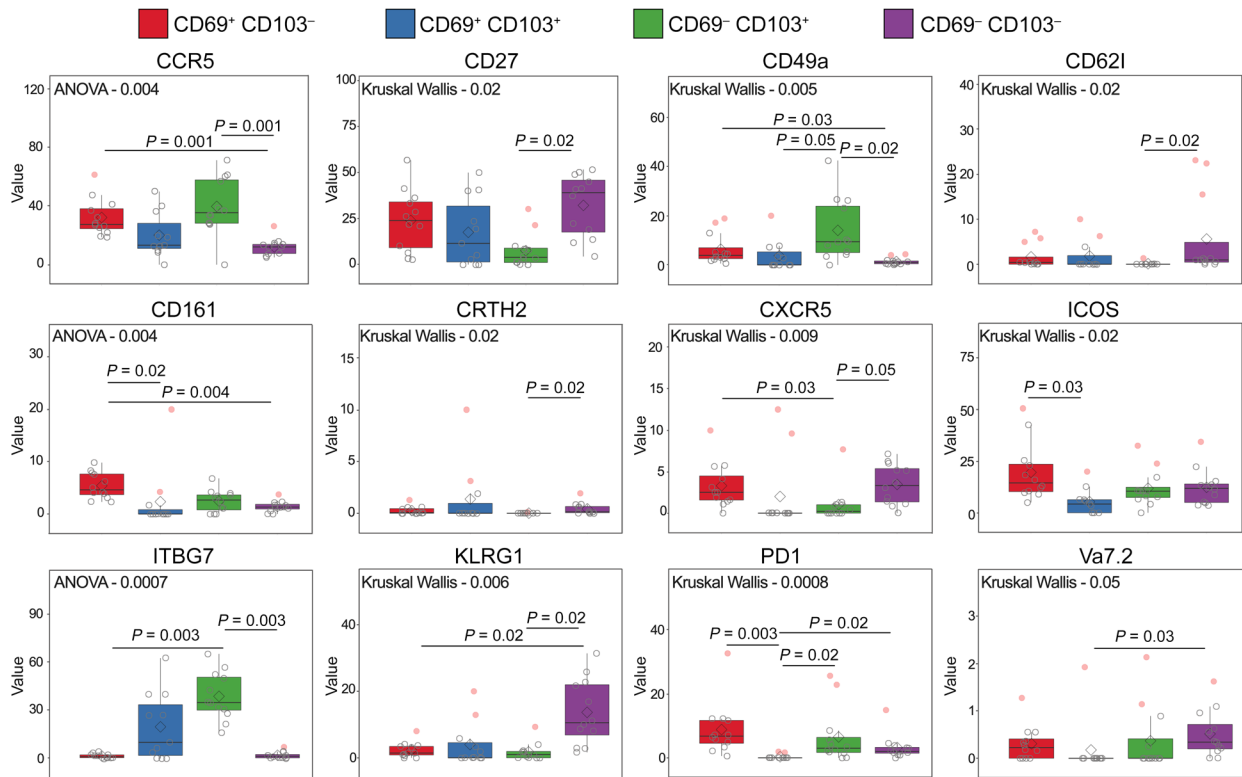 CD69⁺ CD103⁻ CD69⁺ CD103⁺ CD69⁻ CD103⁺ CD69⁻ CD103⁻
CCR5
ANOVA - 0.004
P = 0.001
P = 0.001
Value
120
80
40
0
CD27
Kruskal Wallis - 0.02
P = 0.02
Value
100
75
50
25
0
CD49a
Kruskal Wallis - 0.005
P = 0.03
P = 0.05
P = 0.02
Value
60
40
20
0
CD62l
Kruskal Wallis - 0.02
P = 0.02
Value
40
30
20
10
0
CD161
ANOVA - 0.004
P = 0.02
P = 0.004
Value
30
20
10
0
CRTH2
Kruskal Wallis - 0.02
P = 0.02
Value
15
10
5
0
CXCR5
Kruskal Wallis - 0.009
P = 0.05
P = 0.03
Value
20
15
10
5
0
ICOS
Kruskal Wallis - 0.02
P = 0.03
Value
75
50
25
0
ITBG7
ANOVA - 0.0007
P = 0.003
P = 0.003
Value
90
60
30
0
KLRG1
Kruskal Wallis - 0.006
P = 0.02
P = 0.02
Value
40
20
0
PD1
Kruskal Wallis - 0.0008
P = 0.003
P = 0.02
P = 0.02
Value
40
20
0
Va7.2
Kruskal Wallis - 0.05
P = 0.03
Value
3
2
1
0